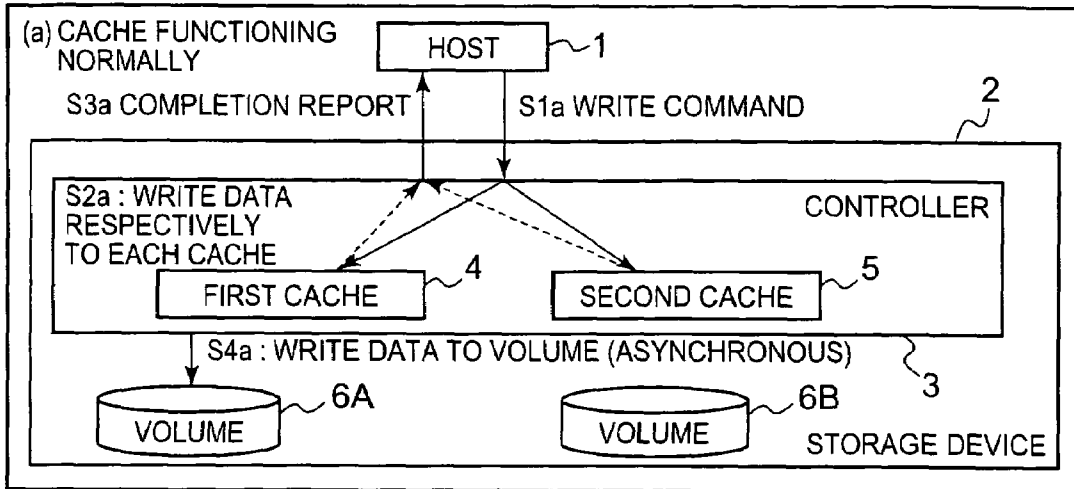 (a) CACHE FUNCTIONING
NORMALLY
HOST
1
S3a COMPLETION REPORT
S1a WRITE COMMAND
2
S2a : WRITE DATA
RESPECTIVELY
TO EACH CACHE
CONTROLLER
4
5
FIRST CACHE
SECOND CACHE
S4a : WRITE DATA TO VOLUME (ASYNCHRONOUS)
3
6A
6B
VOLUME
VOLUME
STORAGE DEVICE